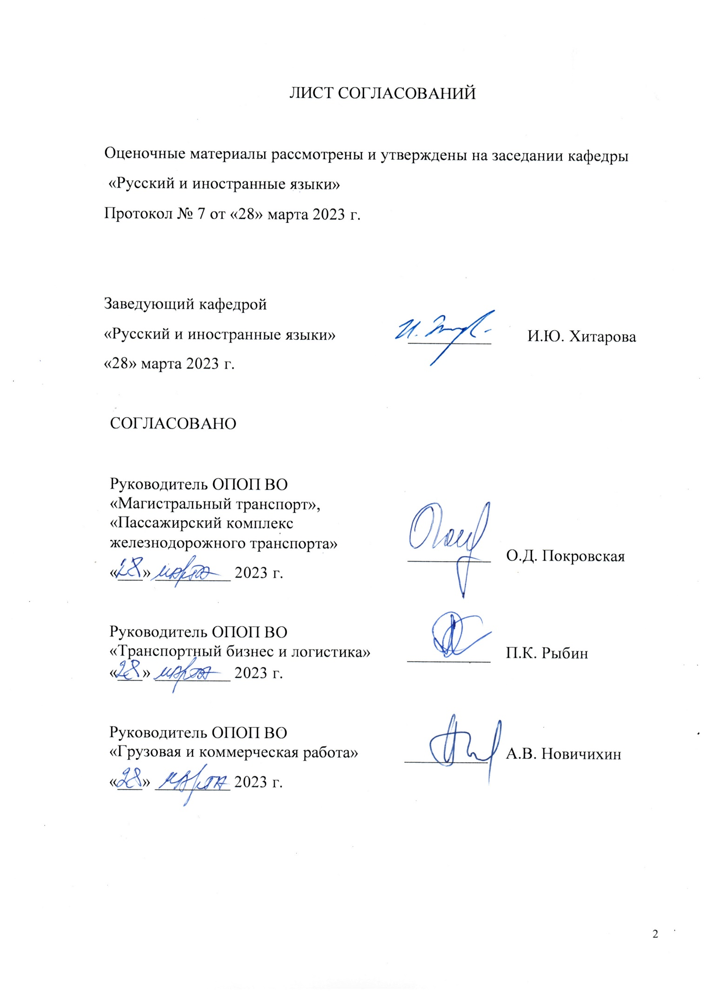 ЛИСТ СОГЛАСОВАНИЙ
Оценочные материалы рассмотрены и утверждены на заседании кафедры
«Русский и иностранные языки»
Протокол № 7 от «28» марта 2023 г.
Заведующий кафедрой
«Русский и иностранные языки» И.Ю. Хитарова
«28» марта 2023 г.
СОГЛАСОВАНО
Руководитель ОПОП ВО
«Магистральный транспорт»,
«Пассажирский комплекс
железнодорожного транспорта»
О.Д. Покровская
«28» марта 2023 г.
Руководитель ОПОП ВО
«Транспортный бизнес и логистика» П.К. Рыбин
«28» марта 2023 г.
Руководитель ОПОП ВО
«Грузовая и коммерческая работа» А.В. Новичихин
«28» марта 2023 г.
2